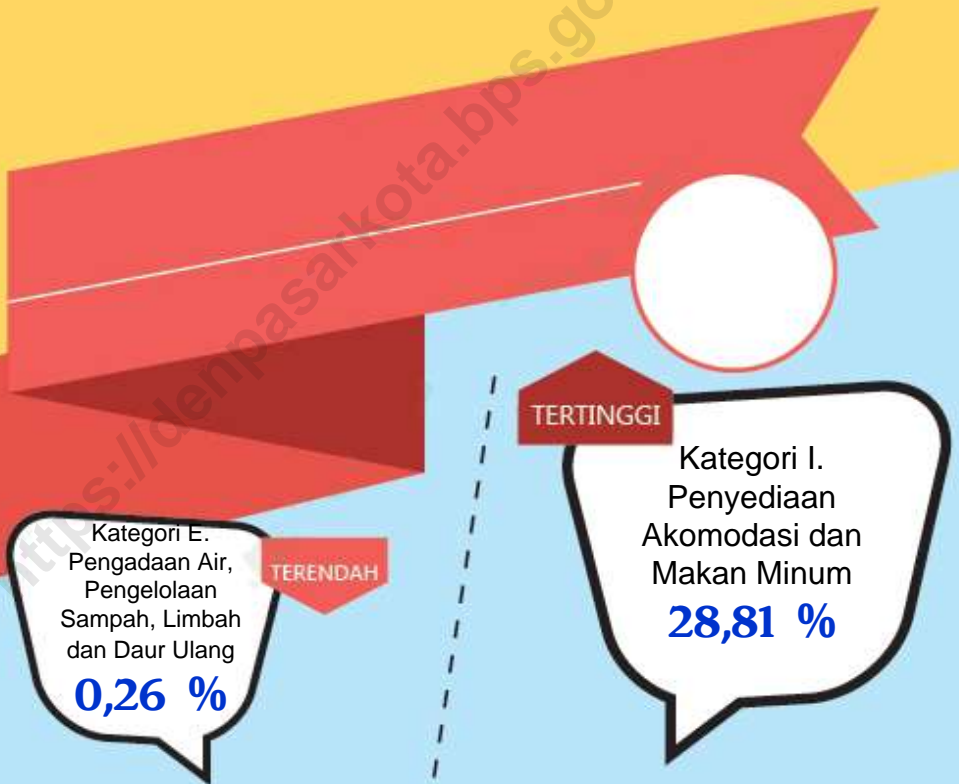 https://denpasarkota.bps.go
TERTINGGI
Kategori I.
Penyediaan
Akomodasi dan
Makan Minum
28,81 %
Kategori E.
Pengadaan Air,
Pengelolaan
Sampah, Limbah
dan Daur Ulang
0,26 %
TERENDAH